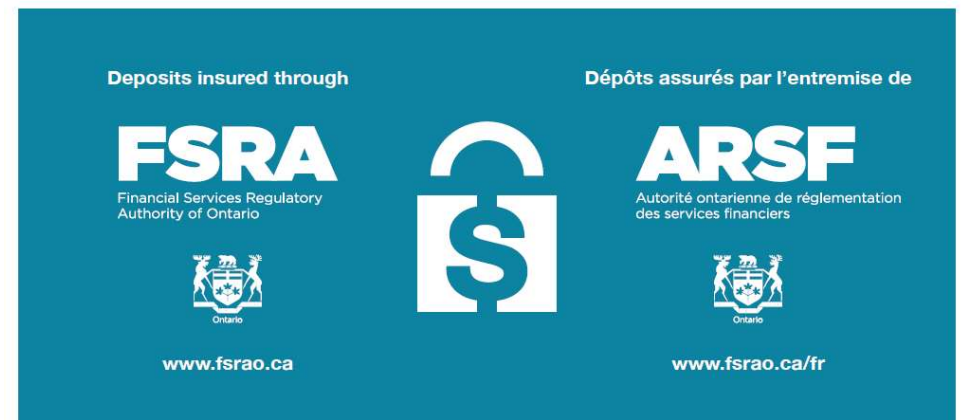 Deposits insured through
FSRA
Financial Services Regulatory
Authority of Ontario
Ontario
www.fsrao.ca
$
Dépôts assurés par l'entremise de
ARSF
Autorité ontarienne de réglementation
des services financiers
Ontario
www.fsrao.ca/fr